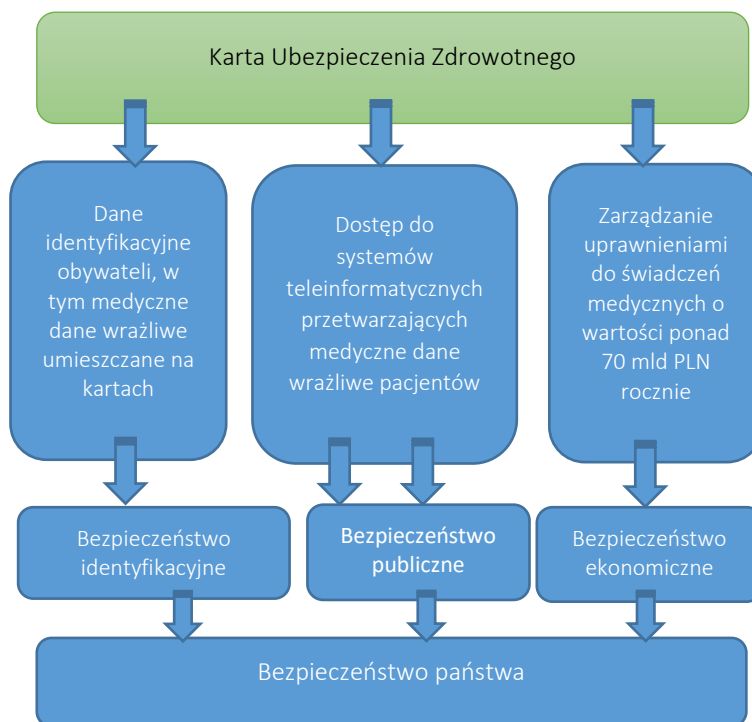 Karta Ubezpieczenia Zdrowotnego
Dane
identyfikacyjne
obywateli, w
tym medyczne
dane wrażliwe
umieszczane na
kartach
Dostęp do
systemów
teleinformatycznych
przetwarzających
medyczne dane
wrażliwe pacjentów
Zarządzanie
uprawnieniami
do świadczeń
medycznych o
wartości ponad
70 mld PLN
rocznie
Bezpieczeństwo
identyfikacyjne
Bezpieczeństwo
publiczne
Bezpieczeństwo
ekonomiczne
Bezpieczeństwo państwa